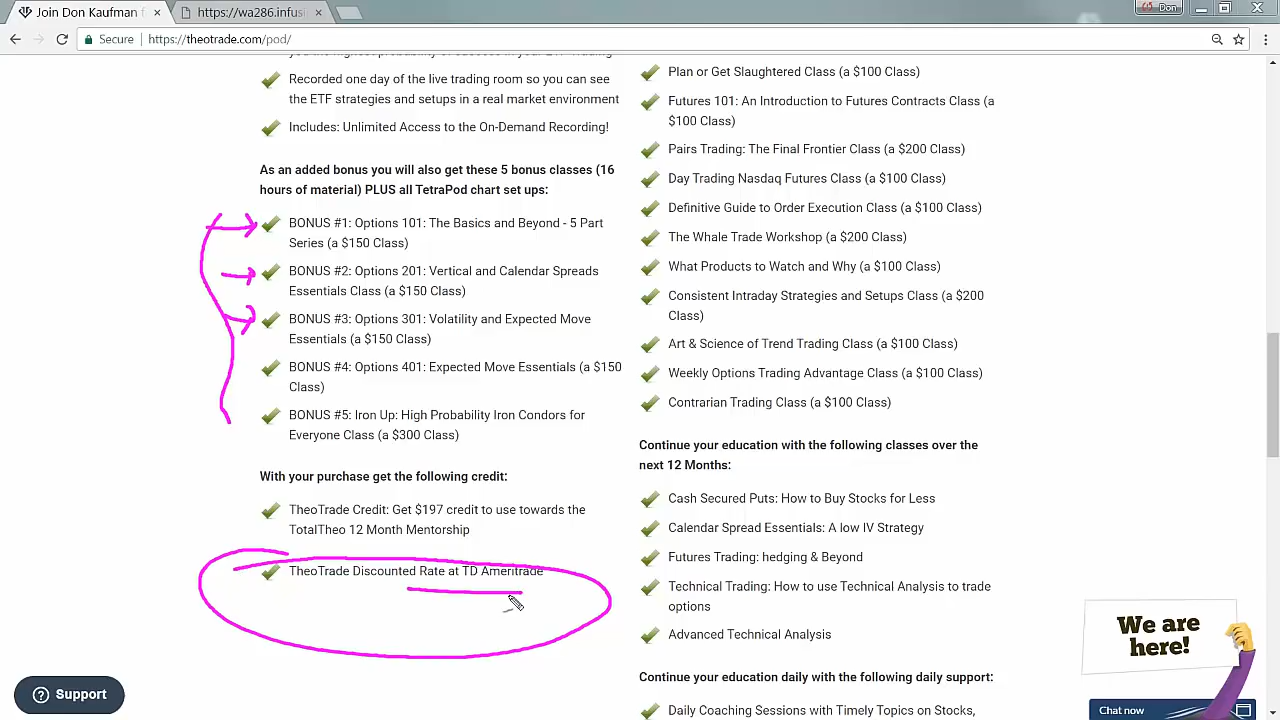 Join Don Kaufman f
https://wa286.infusi
Don
Secure
https://theotrade.com/pod/
Recorded one day of the live trading room so you can see
the ETF strategies and setups in a real market environment
Includes: Unlimited Access to the On-Demand Recording!
As an added bonus you will also get these 5 bonus classes (16
hours of material) PLUS all TetraPod chart set ups:
BONUS #1: Options 101: The Basics and Beyond - 5 Part
Series (a $150 Class)
BONUS #2: Options 201: Vertical and Calendar Spreads
Essentials Class (a $150 Class)
BONUS #3: Options 301: Volatility and Expected Move
Essentials (a $150 Class)
BONUS #4: Options 401: Expected Move Essentials (a $150
Class)
BONUS #5: Iron Up: High Probability Iron Condors for
Everyone Class (a $300 Class)
With your purchase get the following credit:
TheoTrade Credit: Get $197 credit to use towards the
TotalTheo 12 Month Mentorship
TheoTrade Discounted Rate at TD Ameritrade
Plan or Get Slaughtered Class (a $100 Class)
Futures 101: An Introduction to Futures Contracts Class (a
$100 Class)
Pairs Trading: The Final Frontier Class (a $200 Class)
Day Trading Nasdaq Futures Class (a $100 Class)
Definitive Guide to Order Execution Class (a $100 Class)
The Whale Trade Workshop (a $200 Class)
What Products to Watch and Why (a $100 Class)
Consistent Intraday Strategies and Setups Class (a $200
Class)
Art & Science of Trend Trading Class (a $100 Class)
Weekly Options Trading Advantage Class (a $100 Class)
Contrarian Trading Class (a $100 Class)
Continue your education with the following classes over the
next 12 Months:
Cash Secured Puts: How to Buy Stocks for Less
Calendar Spread Essentials: A low IV Strategy
Futures Trading: hedging & Beyond
Technical Trading: How to use Technical Analysis to trade
options
Advanced Technical Analysis
Continue your education daily with the following daily support:
Daily Coaching Sessions with Timely Topics on Stocks,
We are
here!
Support
Chat now